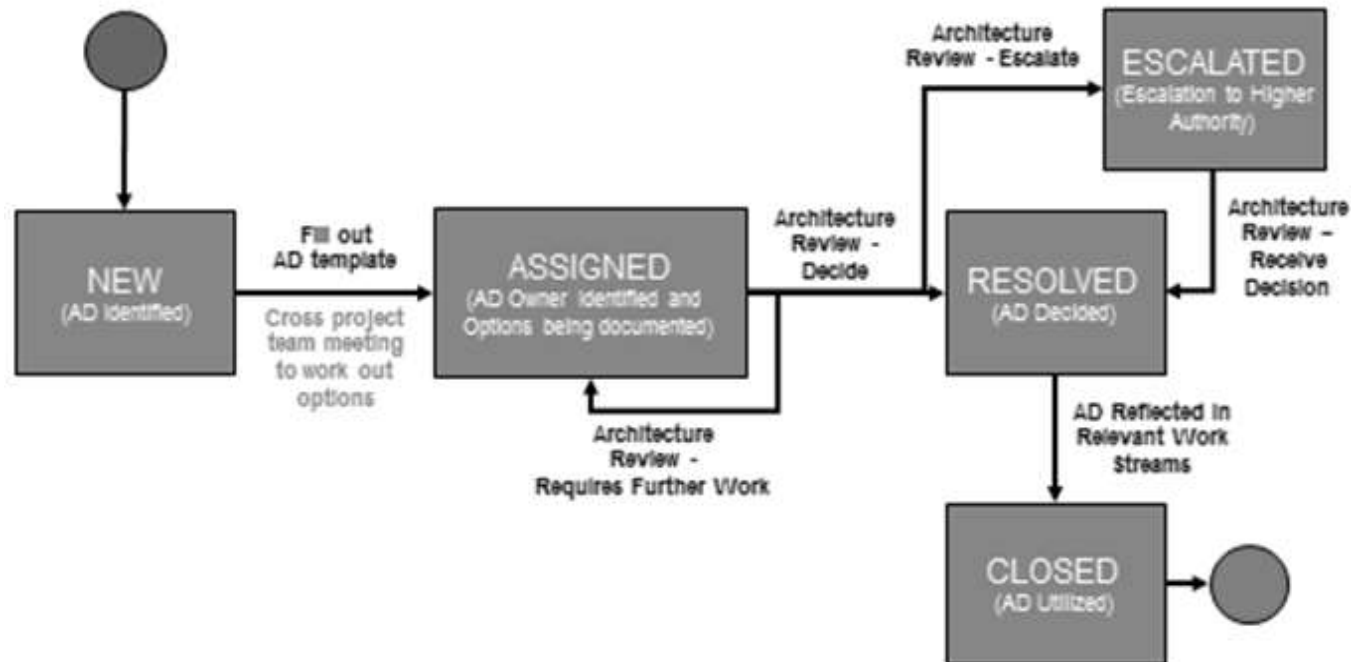 Architecture
Review - Escalate
ESCALATED
(Escalation to Higher
Authority)
NEW
(AD Identified)
Fill out
AD template
Cross project
team meeting
to work out
options
ASSIGNED
(AD Owner Identified and
Options being documented)
Architecture
Review -
Decide
RESOLVED
(AD Decided)
Architecture
Review –
Receive
Decision
Architecture
Review -
Requires Further Work
AD Reflected in
Relevant Work
Streams
CLOSED
(AD Utilized)